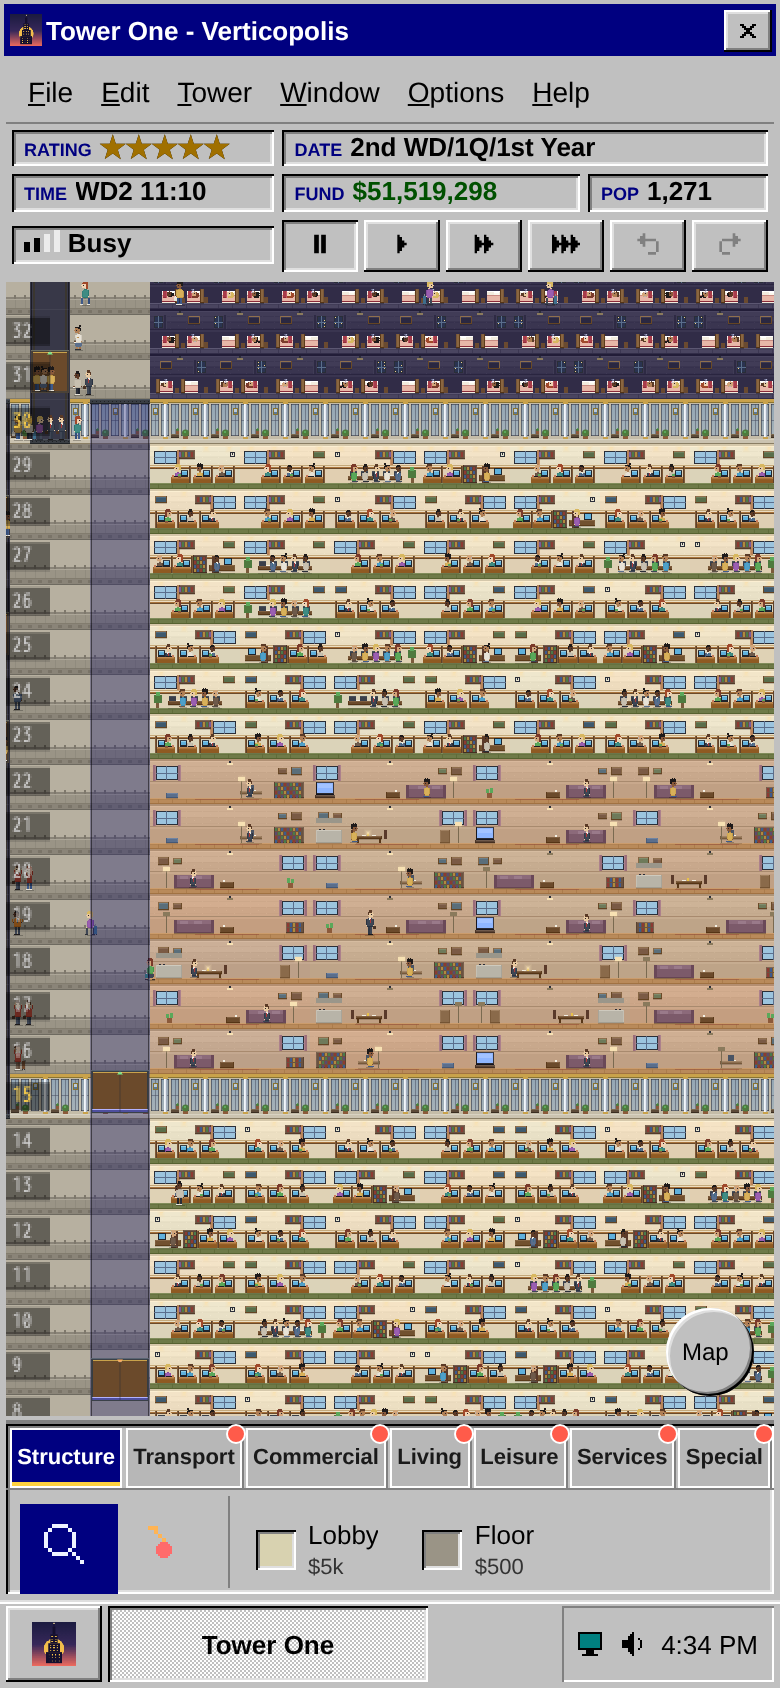 Tower One - Verticopolis
File Edit Tower Window Options Help
RATING
DATE 2nd WD/1Q/1st Year
TIME WD2 11:10
FUND $51,519,298
POP 1,271
Busy
32
31
30
29
28
27
26
25
24
23
22
21
20
19
18
17
16
15
14
13
12
11
10
9
8
Map
Structure Transport Commercial Living Leisure Services Special
Lobby
$5k
Floor
$500
Tower One
4:34 PM